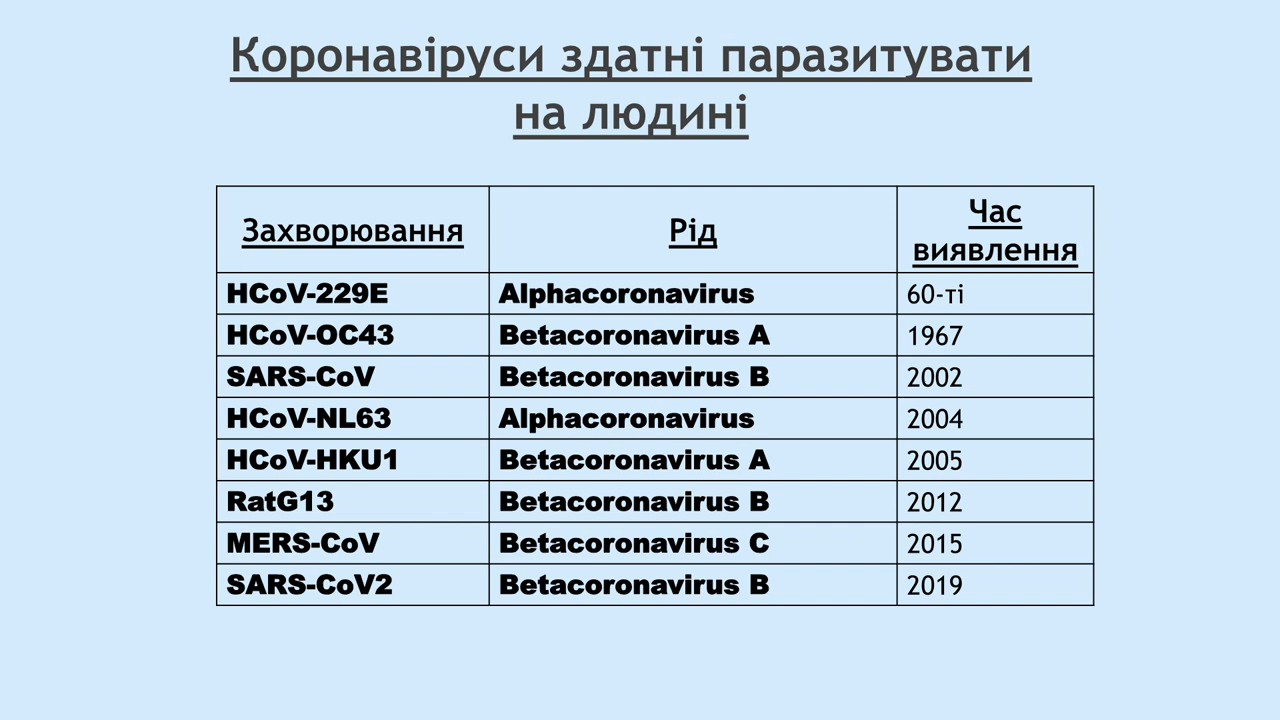 Коронавіруси здатні паразитувати
на людині
Захворювання Рід Час
виявлення
HCoV-229E Alphacoronavirus 60-ті
HCoV-OC43 Betacoronavirus A 1967
SARS-CoV Betacoronavirus B 2002
HCoV-NL63 Alphacoronavirus 2004
HCoV-HKU1 Betacoronavirus A 2005
RatG13 Betacoronavirus B 2012
MERS-CoV Betacoronavirus C 2015
SARS-CoV2 Betacoronavirus B 2019